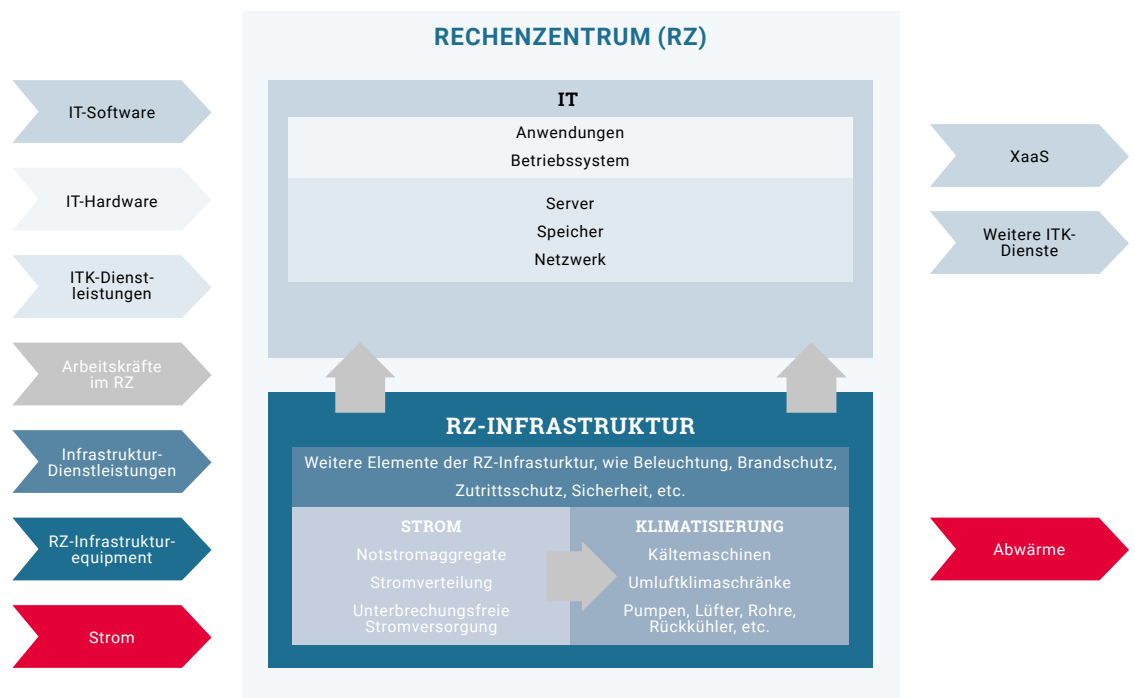 RECHENZENTRUM (RZ)
IT-Software
IT-Hardware
ITK-Dienst-
leistungen
Arbeitskräfte
im RZ
Infrastruktur-
Dienstleistungen
RZ-Infrastruktur-
equipment
Strom
IT
Anwendungen
Betriebssystem
Server
Speicher
Netzwerk
RZ-INFRASTRUKTUR
Weitere Elemente der RZ-Infrasturktur, wie Beleuchtung, Brandschutz,
Zutrittsschutz, Sicherheit, etc.
STROM
Notstromaggregate
Stromverteilung
Unterbrechungsfreie
Stromversorgung
KLIMATISIERUNG
Kältemaschinen
Umluftklimaschränke
Pumpen, Lüfter, Rohre,
Rückkühler, etc.
XaaS
Weitere ITK-
Dienste
Abwärme